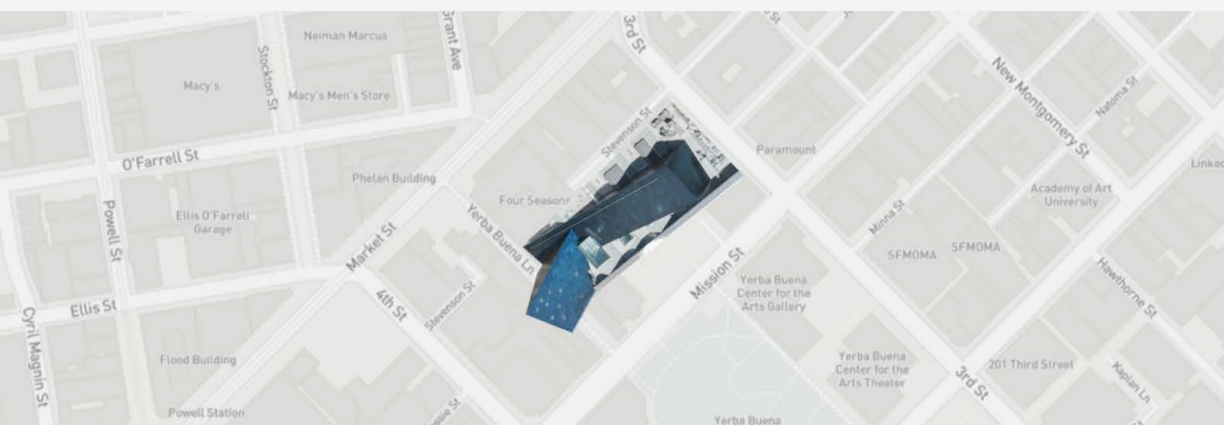 Neiman Marcus
Grant Ave
3rd St
Stockton St
Macy's
Macy's Men's Store
New Montgomery St
Natoma St
Stevenson St
O'Farrell St
Paramount
Linked
Phelan Building
Academy of Art
University
Four Seasons
Powell St
Ellis O'Farrell
Garage
Market St
Yerba Buena Ln
Minna St
SFMOMA
SFMOMA
Mission St
Hawthorne St
Yerba Buena
Center for the
Arts Gallery
Ellis St
4th St
Stevenson St
Cyril Magnin St
Flood Building
Yerba Buena
Center for the
Arts Theater
201 Third Street
3rd St
Kaplan Ln
Powell Station
Yerba Buena